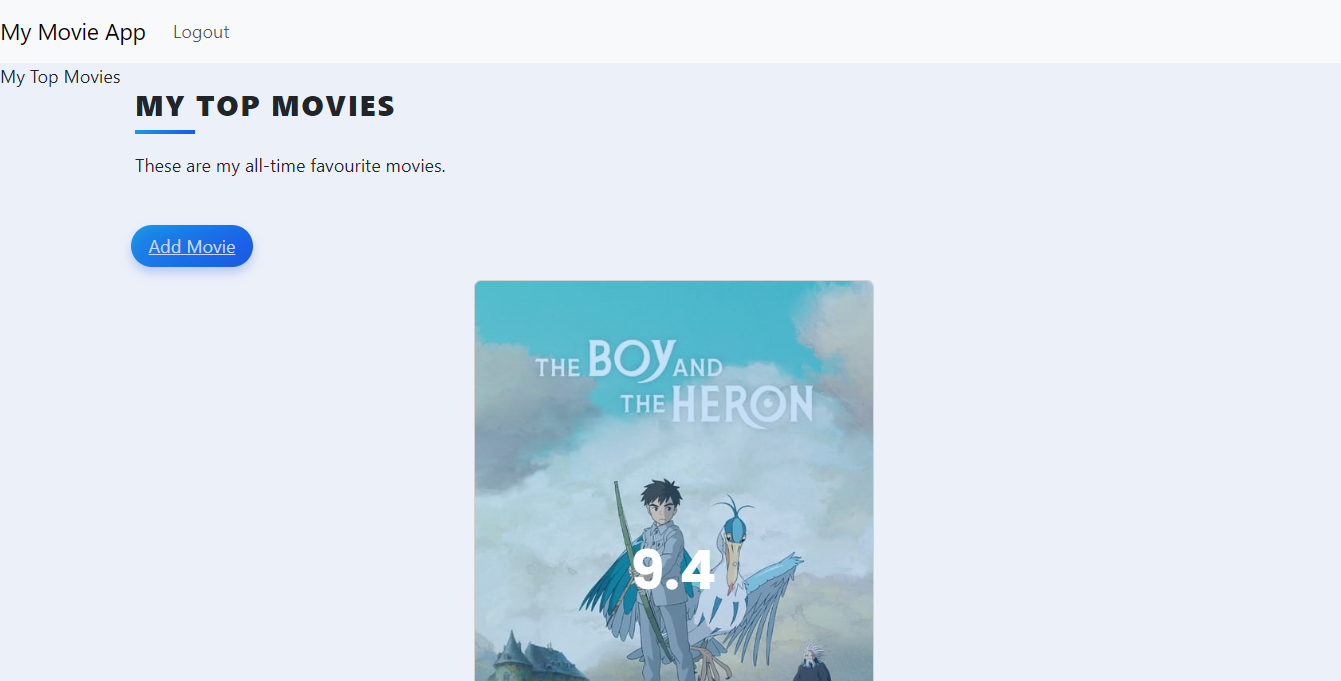 My Movie App Logout
My Top Movies
MY TOP MOVIES
These are my all-time favourite movies.
Add Movie
THE BOY AND
THE HERON
9.4